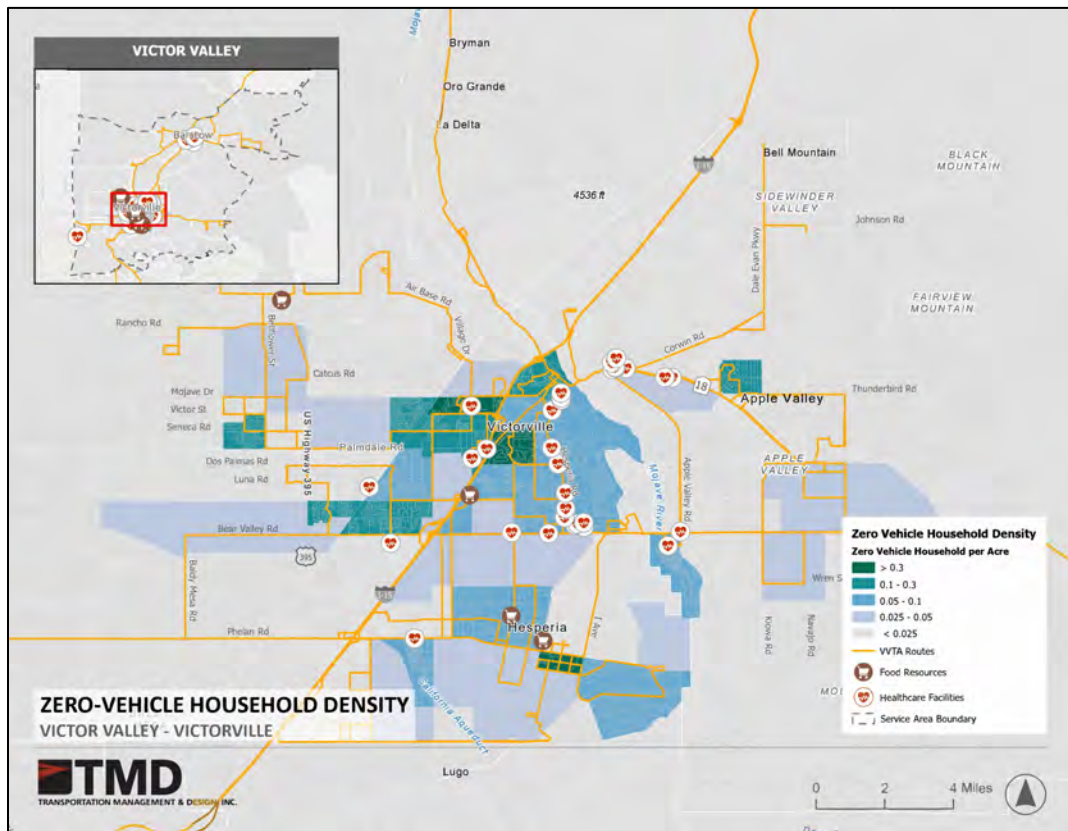 VICTOR VALLEY
Barstow
Victorville
Bryman
Oro Grande
La Delta
4536 ft
I-15
Bell Mountain
BLACK
MOUNTAIN
SIDEWINDER
VALLEY
Johnson Rd
Dale Evan Pkwy
FAIRVIEW
MOUNTAIN
Air Base Rd
Village Dr
Rancho Rd
Bellflower St
Corwin Rd
Catcus Rd
Mojave Dr
Victor St
Seneca Rd
US Highway-395
Palmdale Rd
Victorville
18
Apple Valley
Thunderbird Rd
Dos Palmas Rd
Luna Rd
APPLE
VALLEY
Mojave River
Apple Valley Rd
Bear Valley Rd
395
Baldy Mesa Rd
I-15
Wren S
Phelan Rd
Hesperia
I Ave
Kiowa Rd
Navajo Rd
California Aqueduct
Lugo
Zero Vehicle Household Density
Zero Vehicle Household per Acre
> 0.3
0.1 - 0.3
0.05 - 0.1
0.025 - 0.05
< 0.025
VVTA Routes
Food Resources
Healthcare Facilities
Service Area Boundary
ZERO-VEHICLE HOUSEHOLD DENSITY
VICTOR VALLEY - VICTORVILLE
TMD
TRANSPORTATION MANAGEMENT & DESIGN, INC.
0 2 4 Miles